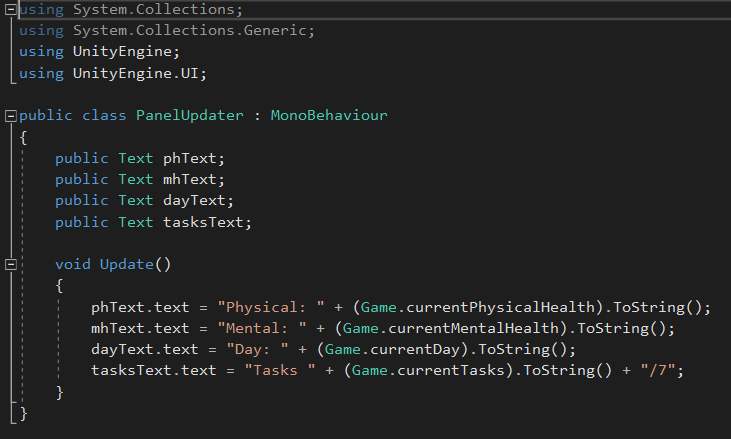 using System.Collections;
using System.Collections.Generic;
using UnityEngine;
using UnityEngine.UI;
public class PanelUpdater : MonoBehaviour
{
public Text phText;
public Text mhText;
public Text dayText;
public Text tasksText;
void Update()
{
phText.text = "Physical: " + (Game.currentPhysicalHealth).ToString();
mhText.text = "Mental: " + (Game.currentMentalHealth).ToString();
dayText.text = "Day: " + (Game.currentDay).ToString();
tasksText.text = "Tasks " + (Game.currentTasks).ToString() + "/7";
}
}